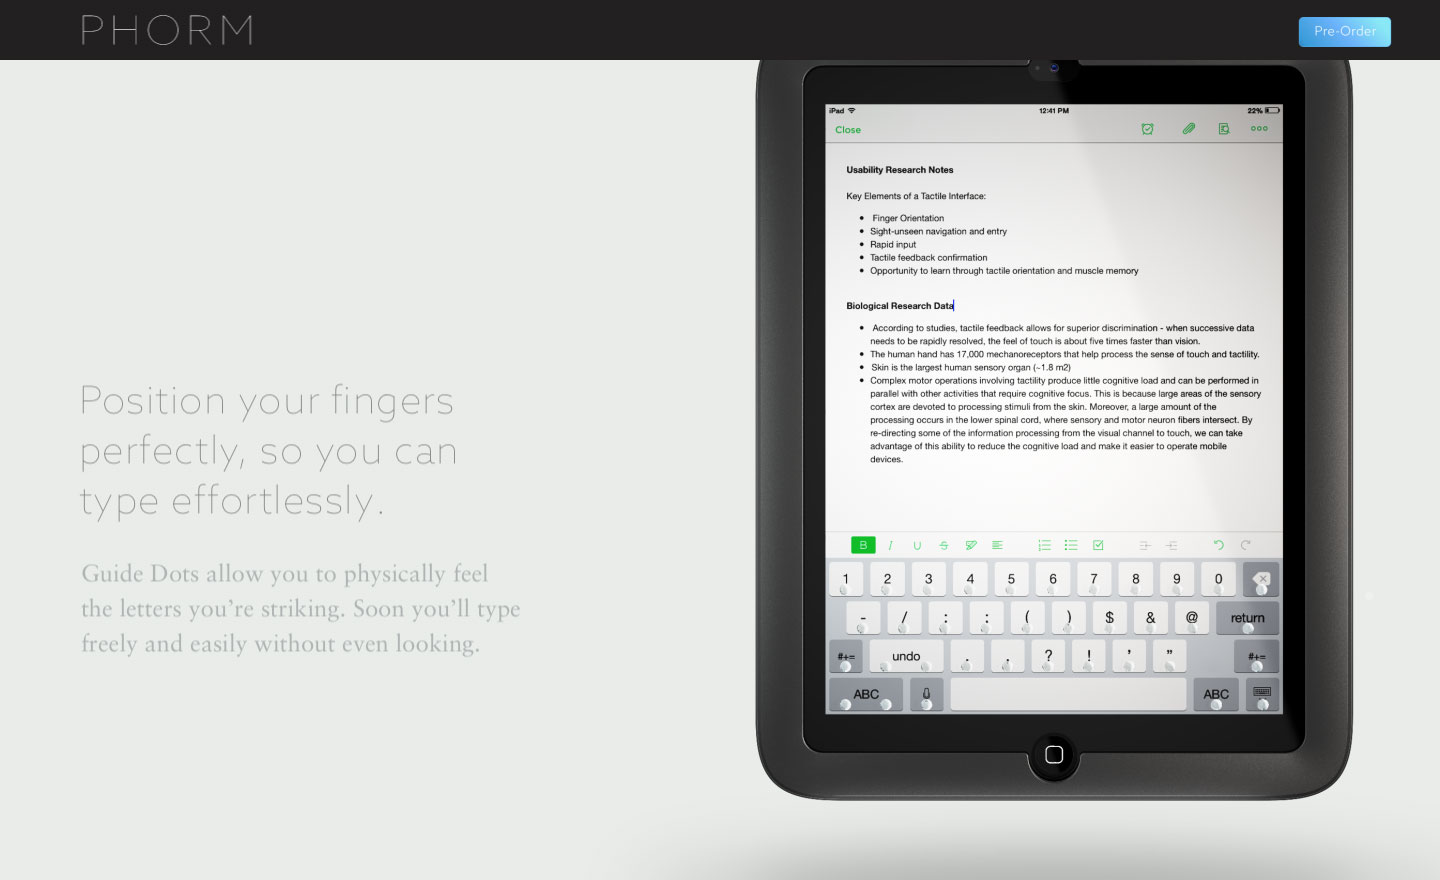 PHORM
Pre-Order
iPad
12:41 PM
22%
Close
Usability Research Notes
Key Elements of a Tactile Interface:
• Finger Orientation
• Sight-unseen navigation and entry
• Rapid input
• Tactile feedback confirmation
• Opportunity to learn through tactile orientation and muscle memory
Biological Research Data
• According to studies, tactile feedback allows for superior discrimination - when successive data
needs to be rapidly resolved, the feel of touch is about five times faster than vision.
• The human hand has 17,000 mechanoreceptors that help process the sense of touch and tactility.
• Skin is the largest human sensory organ (~1.8 m2)
• Complex motor operations involving tactility produce little cognitive load and can be performed in
parallel with other activities that require cognitive focus. This is because large areas of the sensory
cortex are devoted to processing stimuli from the skin. Moreover, a large amount of the
processing occurs in the lower spinal cord, where sensory and motor neuron fibers intersect. By
re-directing some of the information processing from the visual channel to touch, we can take
advantage of this ability to reduce the cognitive load and make it easier to operate mobile
devices.
Position your fingers
perfectly, so you can
type effortlessly.
Guide Dots allow you to physically feel
the letters you're striking. Soon you'll type
freely and easily without even looking.
B I U S
1 2 3 4 5 6 7 8 9 0
- / : : ( ) $ & @ return
#+= undo . . ? ! ' " #+=
ABC ABC